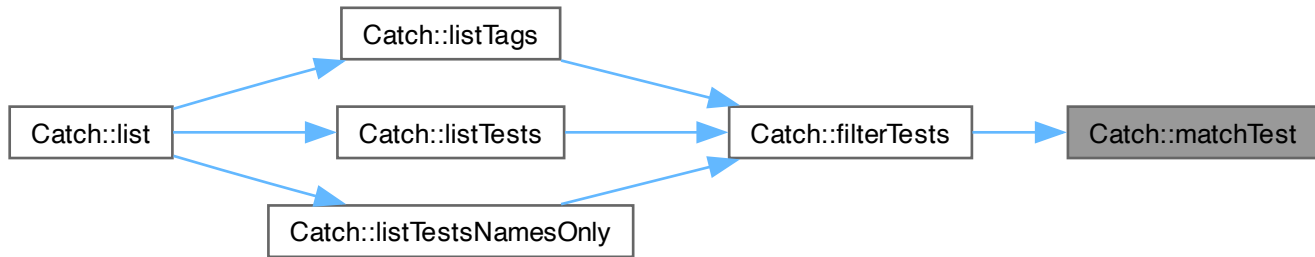 Catch::listTags
Catch::list
Catch::listTests
Catch::filterTests
Catch::matchTest
Catch::listTestsNamesOnly